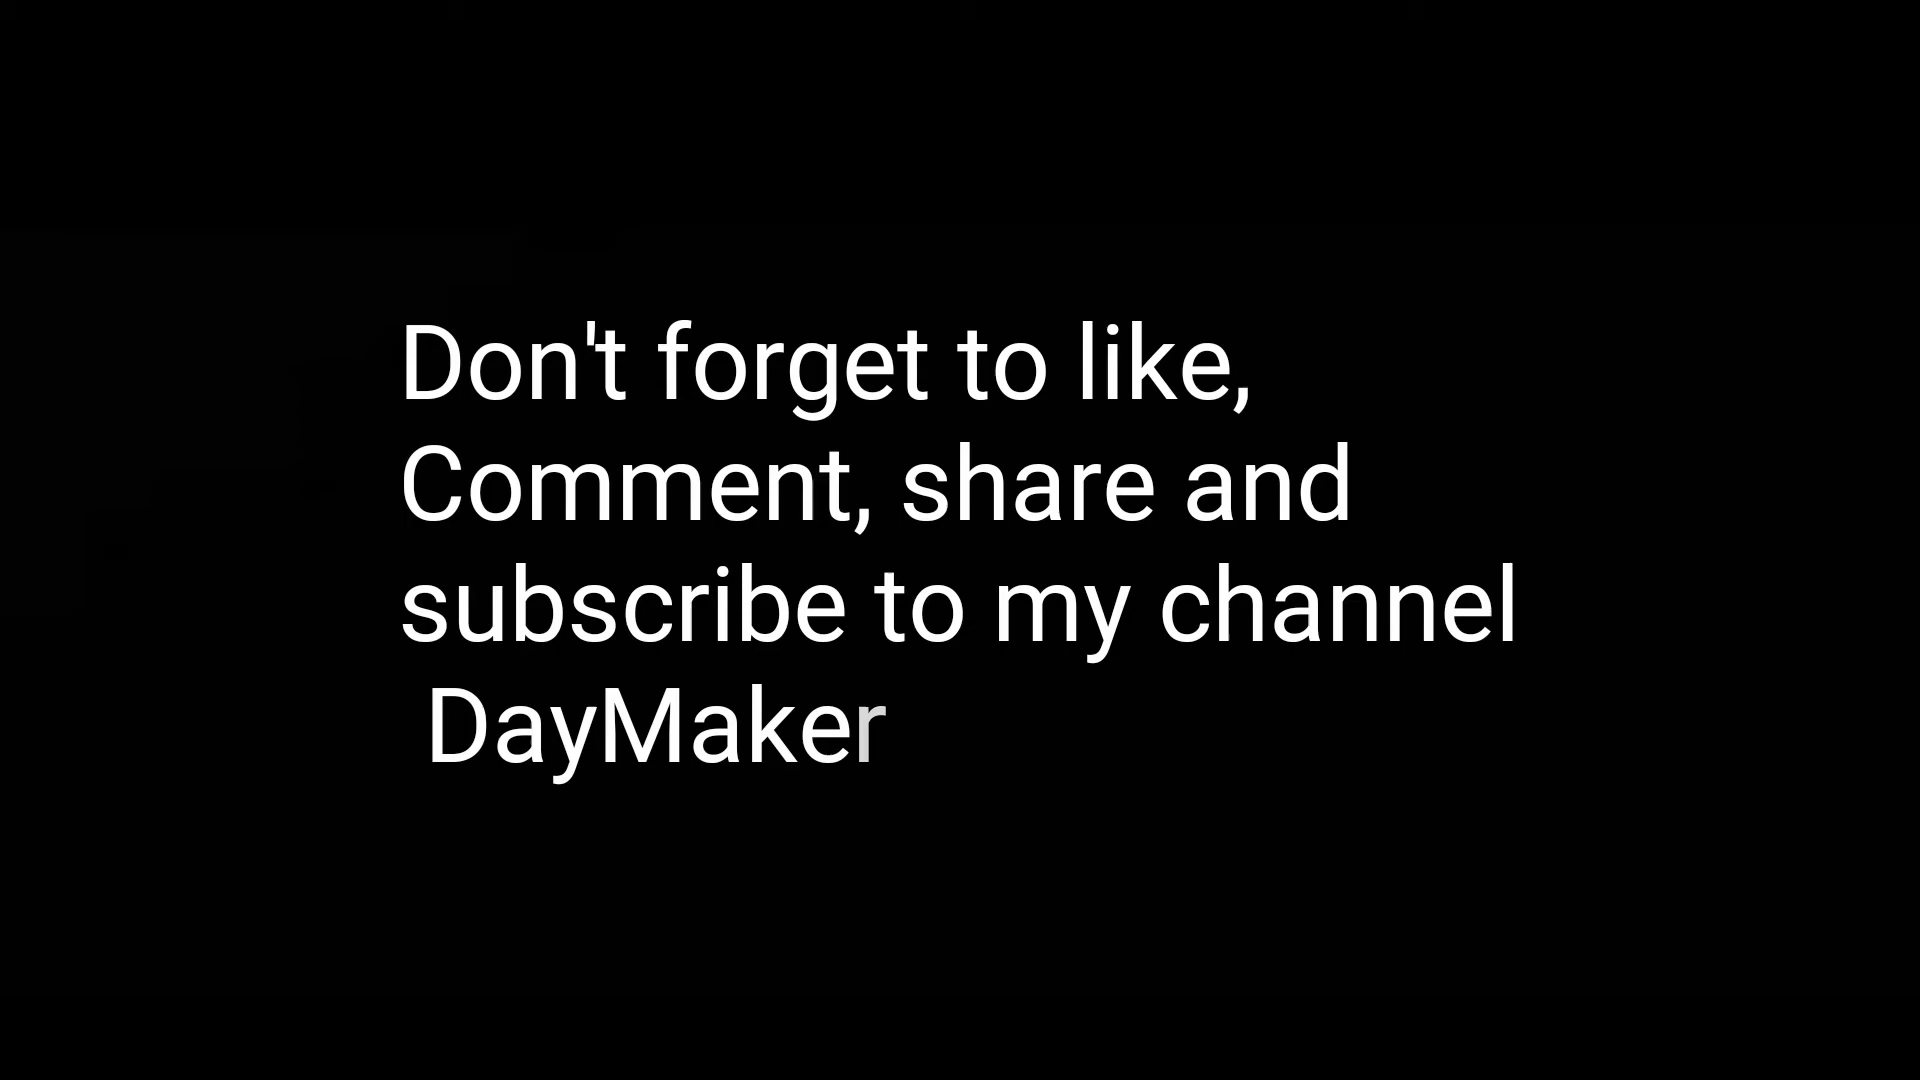 Don't forget to like,
Comment, share and
subscribe to my channel
DayMaker